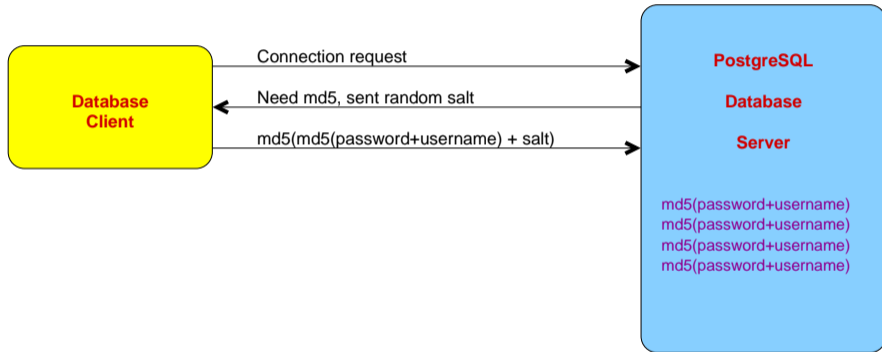 Connection request
PostgreSQL
Database
Client
Need md5, sent random salt
Database
md5(md5(password+username) + salt)
Server
md5(password+username)
md5(password+username)
md5(password+username)
md5(password+username)